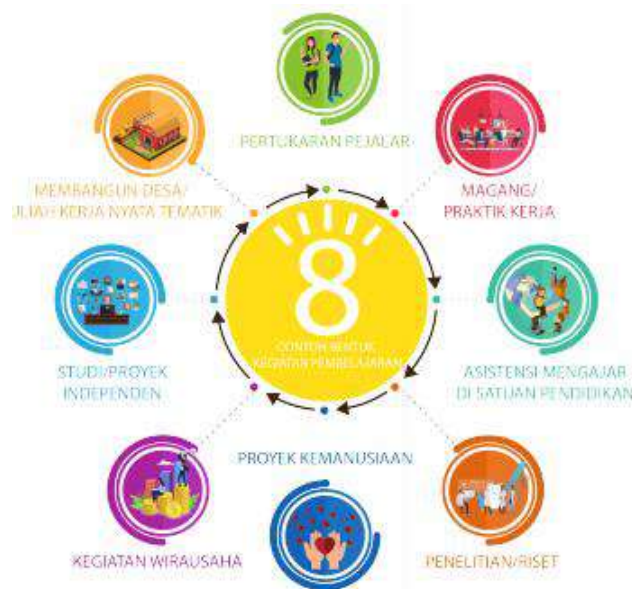 PERTUKARAN PEJALAR
MAGANG/
PRAKTIK KERJA
ASISTENSI MENGAJAR
DI SATUAN PENDIDIKAN
PENELITIAN/RISET
PROYEK KEMANUSIAAN
KEGIATAN WIRAUSAHA
STUDI/PROYEK
INDEPENDEN
MEMBANGUN DESA/
ULIAH KERJA NYATA TEMATIK
8
CONTOH BENTUK
KEGIATAN PEMBELAJARAN